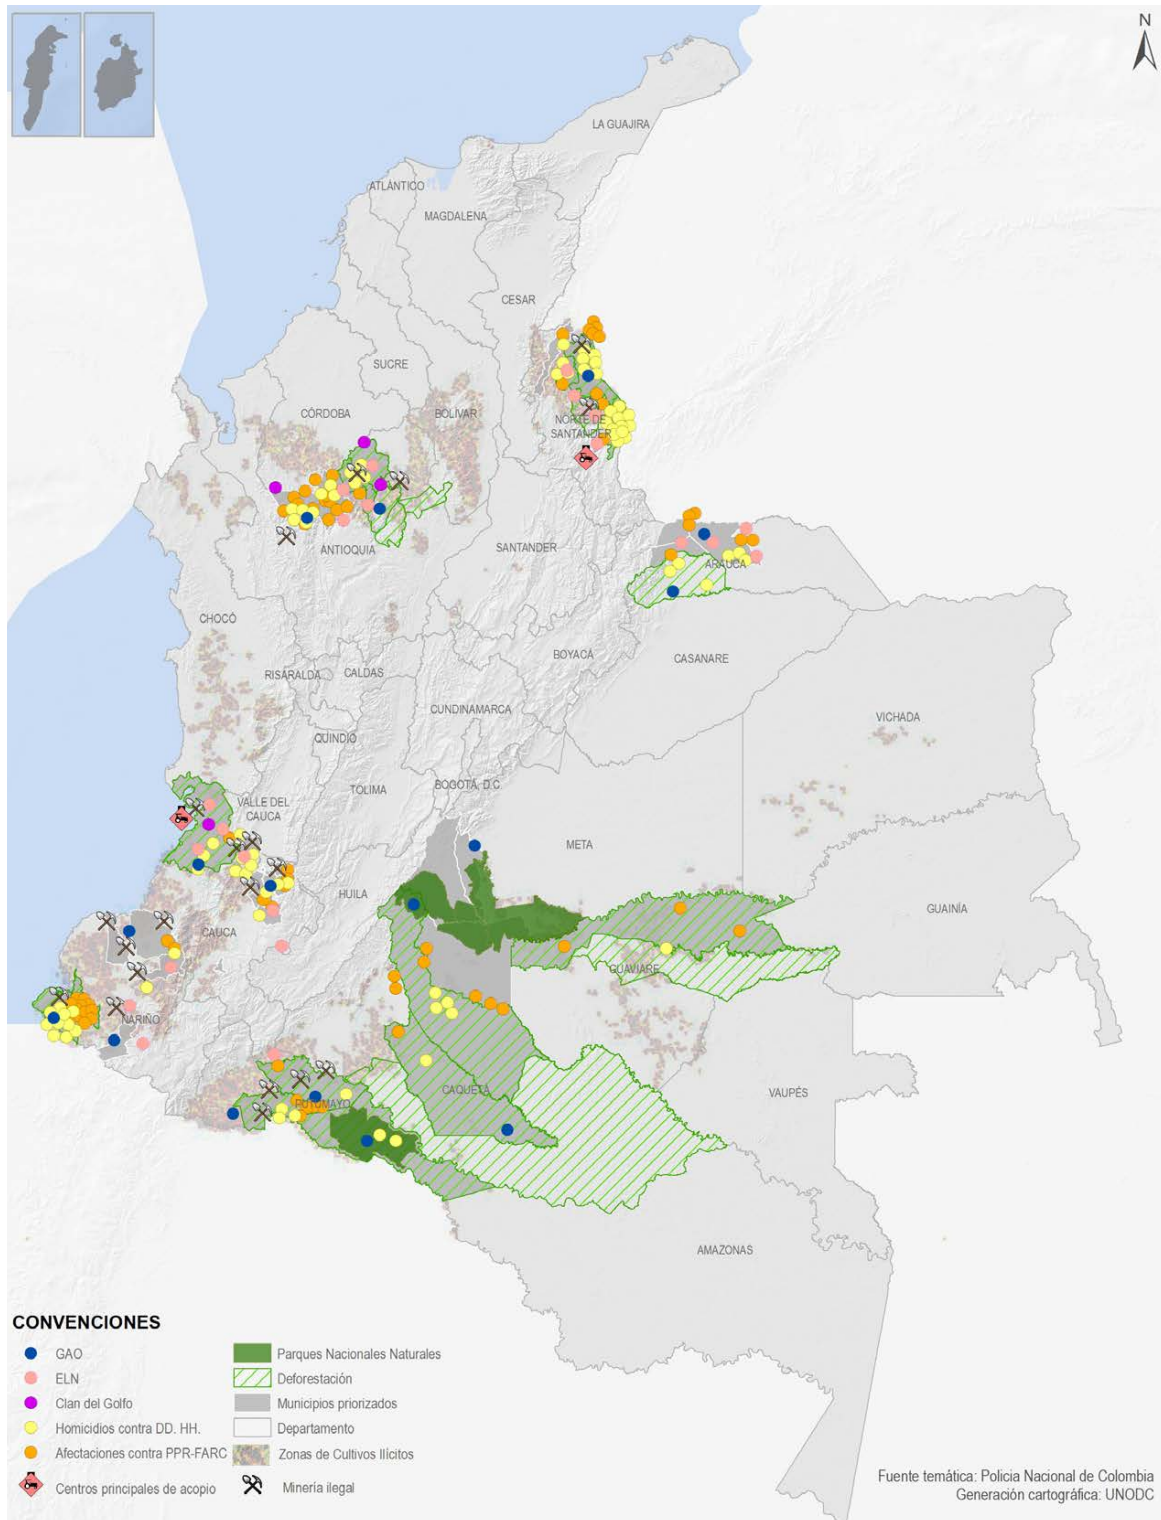 N
LA GUAJIRA
ATLÁNTICO
MAGDALENA
CESAR
SUCRE
CÓRDOBA
BOLÍVAR
NORTE DE
SANTANDER
ANTIOQUIA
SANTANDER
ARAUCA
CHOCÓ
BOYACÁ
CASANARE
RISARALDA
CALDAS
CUNDINAMARCA
VICHADA
QUINDIO
TOLIMA
BOGOTÁ, D.C.
VALLE DEL
CAUCA
META
HUILA
GUAINÍA
CAUCA
GUAVIARE
NARIÑO
CAQUETÁ
VAUPÉS
PUTUMAYO
AMAZONAS
CONVENCIONES
GAO
ELN
Clan del Golfo
Homicidios contra DD. HH.
Afectaciones contra PPR-FARC
Centros principales de acopio
Parques Nacionales Naturales
Deforestación
Municipios priorizados
Departamento
Zonas de Cultivos Ilícitos
Minería ilegal
Fuente temática: Policia Nacional de Colombia
Generación cartográfica: UNODC